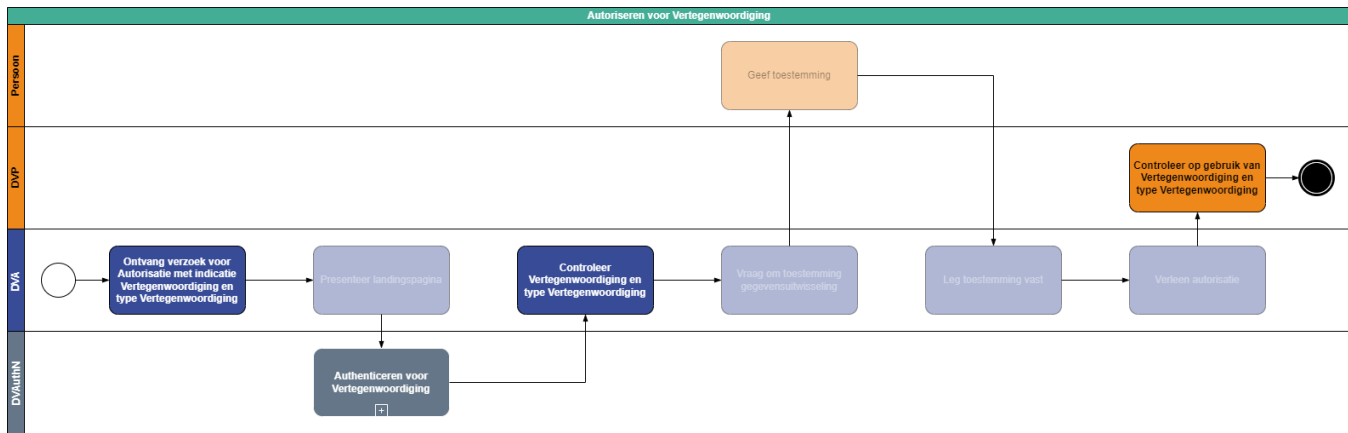 Autoriseren voor Vertegenwoordiging
Persoon
Geef toestemming
DVP
Controleer op gebruik van
Vertegenwoordiging en
type Vertegenwoordiging
DVA
Ontvang verzoek voor
Autorisatie met indicatie
Vertegenwoordiging en
type Vertegenwoordiging
Presenteer landingspagina
Controleer
Vertegenwoordiging en
type Vertegenwoordiging
Vraag om toestemming
gegevensuitwisseling
Leg toestemming vast
Verleen autorisatie
DVAuthN
Authenticeren voor
Vertegenwoordiging